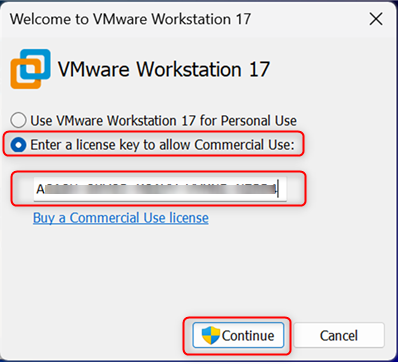 Welcome to VMware Workstation 17
VMware Workstation 17
Use VMware Workstation 17 for Personal Use
Enter a license key to allow Commercial Use:
Buy a Commercial Use license
Continue
Cancel